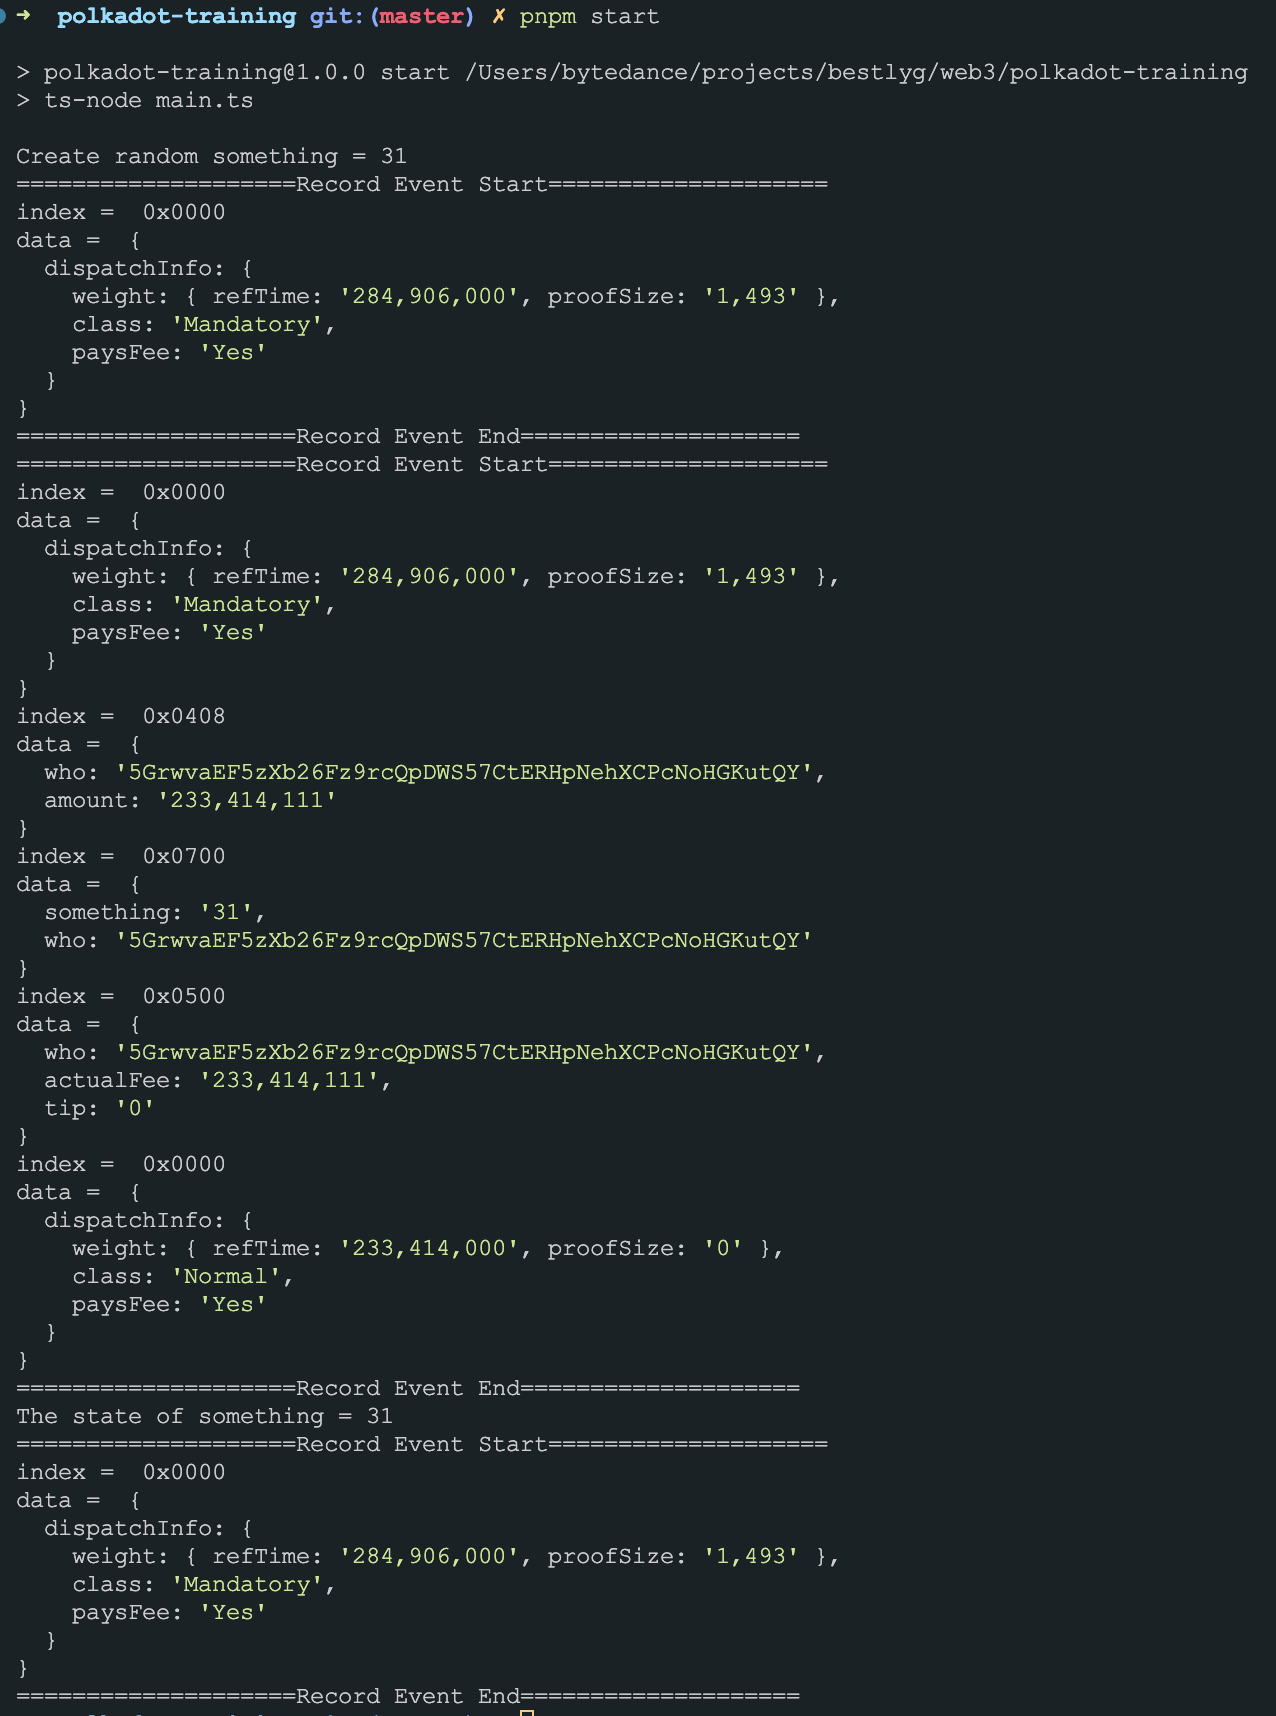 ➜  polkadot-training git:(master) ✗ pnpm start

> polkadot-training@1.0.0 start /Users/bytedance/projects/bestlyg/web3/polkadot-training
> ts-node main.ts

Create random something = 31
====================Record Event Start====================
index =  0x0000
data =  {
  dispatchInfo: {
    weight: { refTime: '284,906,000', proofSize: '1,493' },
    class: 'Mandatory',
    paysFee: 'Yes'
  }
}
====================Record Event End====================
====================Record Event Start====================
index =  0x0000
data =  {
  dispatchInfo: {
    weight: { refTime: '284,906,000', proofSize: '1,493' },
    class: 'Mandatory',
    paysFee: 'Yes'
  }
}
index =  0x0408
data =  {
  who: '5GrwvaEF5zXb26Fz9rcQpDWS57CtERHpNehXCPcNoHGKutQY',
  amount: '233,414,111'
}
index =  0x0700
data =  {
  something: '31',
  who: '5GrwvaEF5zXb26Fz9rcQpDWS57CtERHpNehXCPcNoHGKutQY'
}
index =  0x0500
data =  {
  who: '5GrwvaEF5zXb26Fz9rcQpDWS57CtERHpNehXCPcNoHGKutQY',
  actualFee: '233,414,111',
  tip: '0'
}
index =  0x0000
data =  {
  dispatchInfo: {
    weight: { refTime: '233,414,000', proofSize: '0' },
    class: 'Normal',
    paysFee: 'Yes'
  }
}
====================Record Event End====================
The state of something = 31
====================Record Event Start====================
index =  0x0000
data =  {
  dispatchInfo: {
    weight: { refTime: '284,906,000', proofSize: '1,493' },
    class: 'Mandatory',
    paysFee: 'Yes'
  }
}
====================Record Event End====================